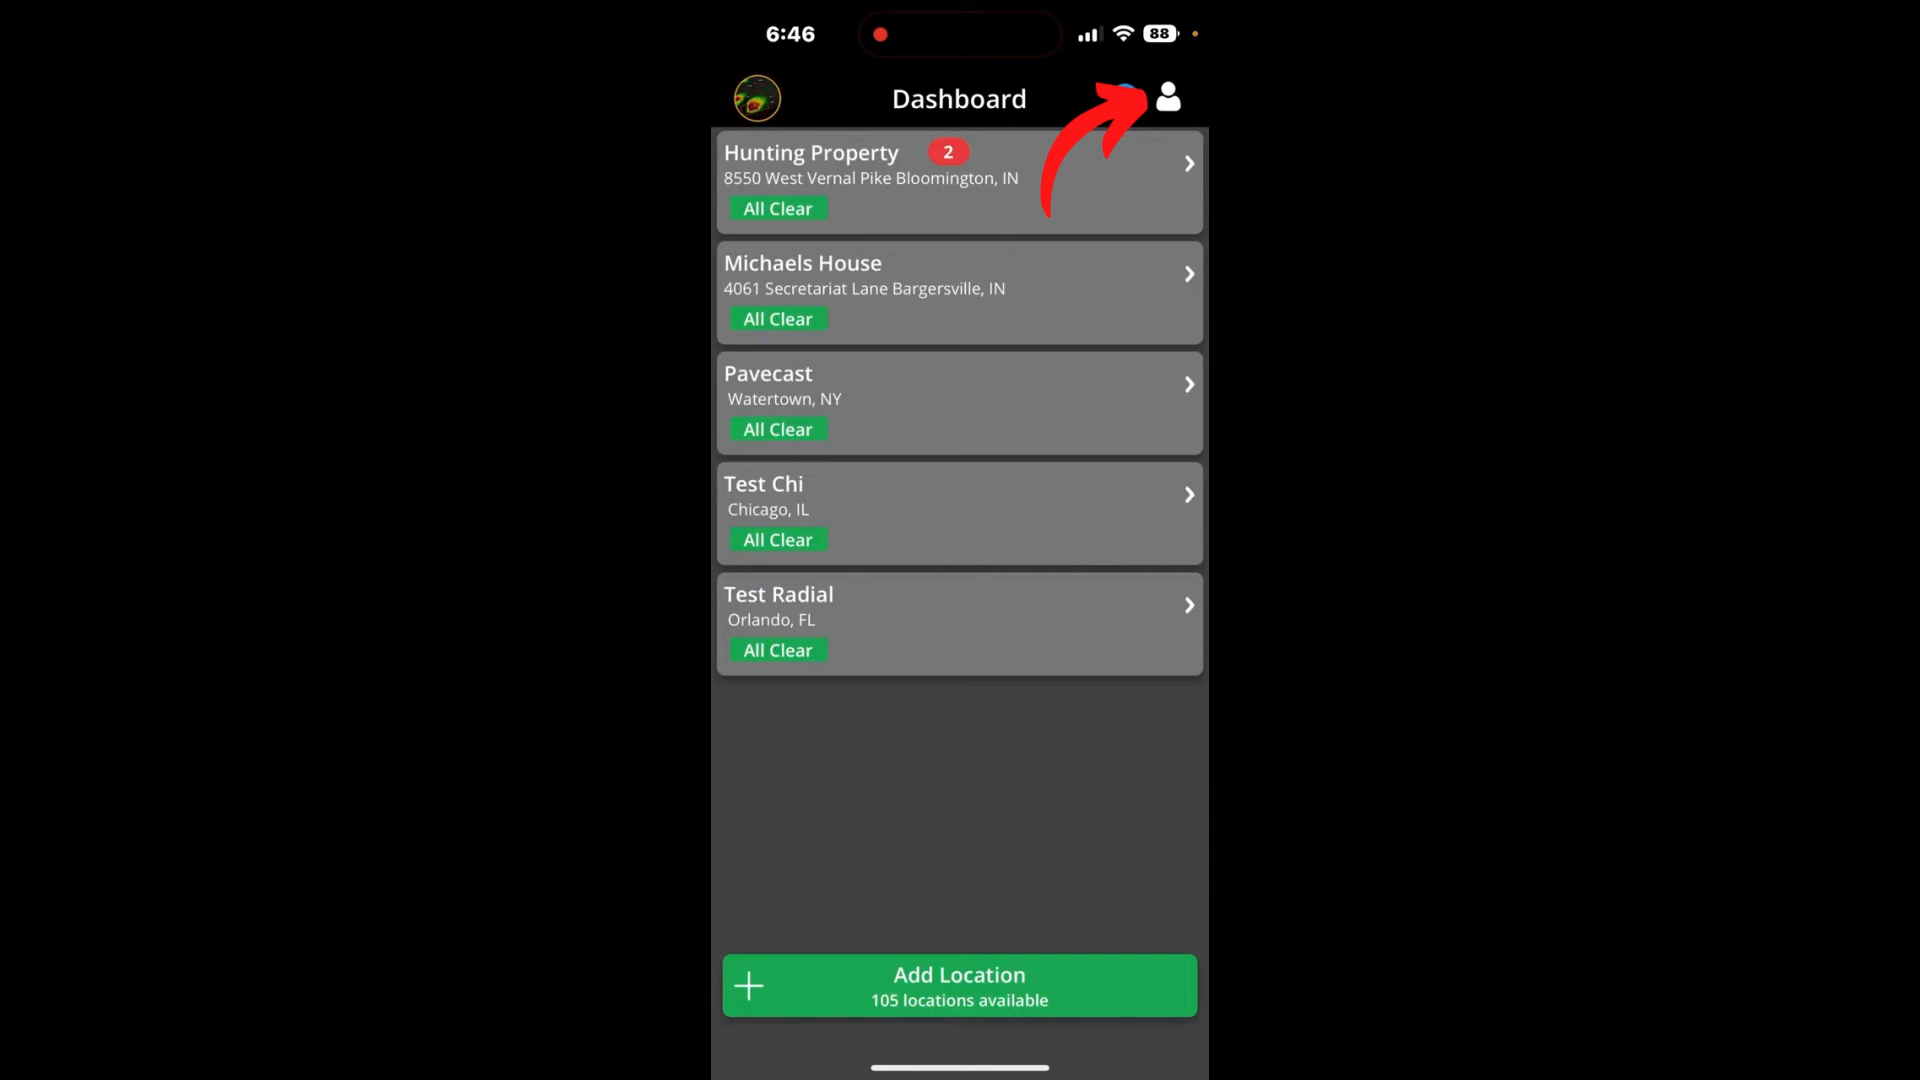 6:46
88
Dashboard
Hunting Property 2
8550 West Vernal Pike Bloomington, IN
All Clear
Michaels House
4061 Secretariat Lane Bargersville, IN
All Clear
Pavecast
Watertown, NY
All Clear
Test Chi
Chicago, IL
All Clear
Test Radial
Orlando, FL
All Clear
Add Location
105 locations available